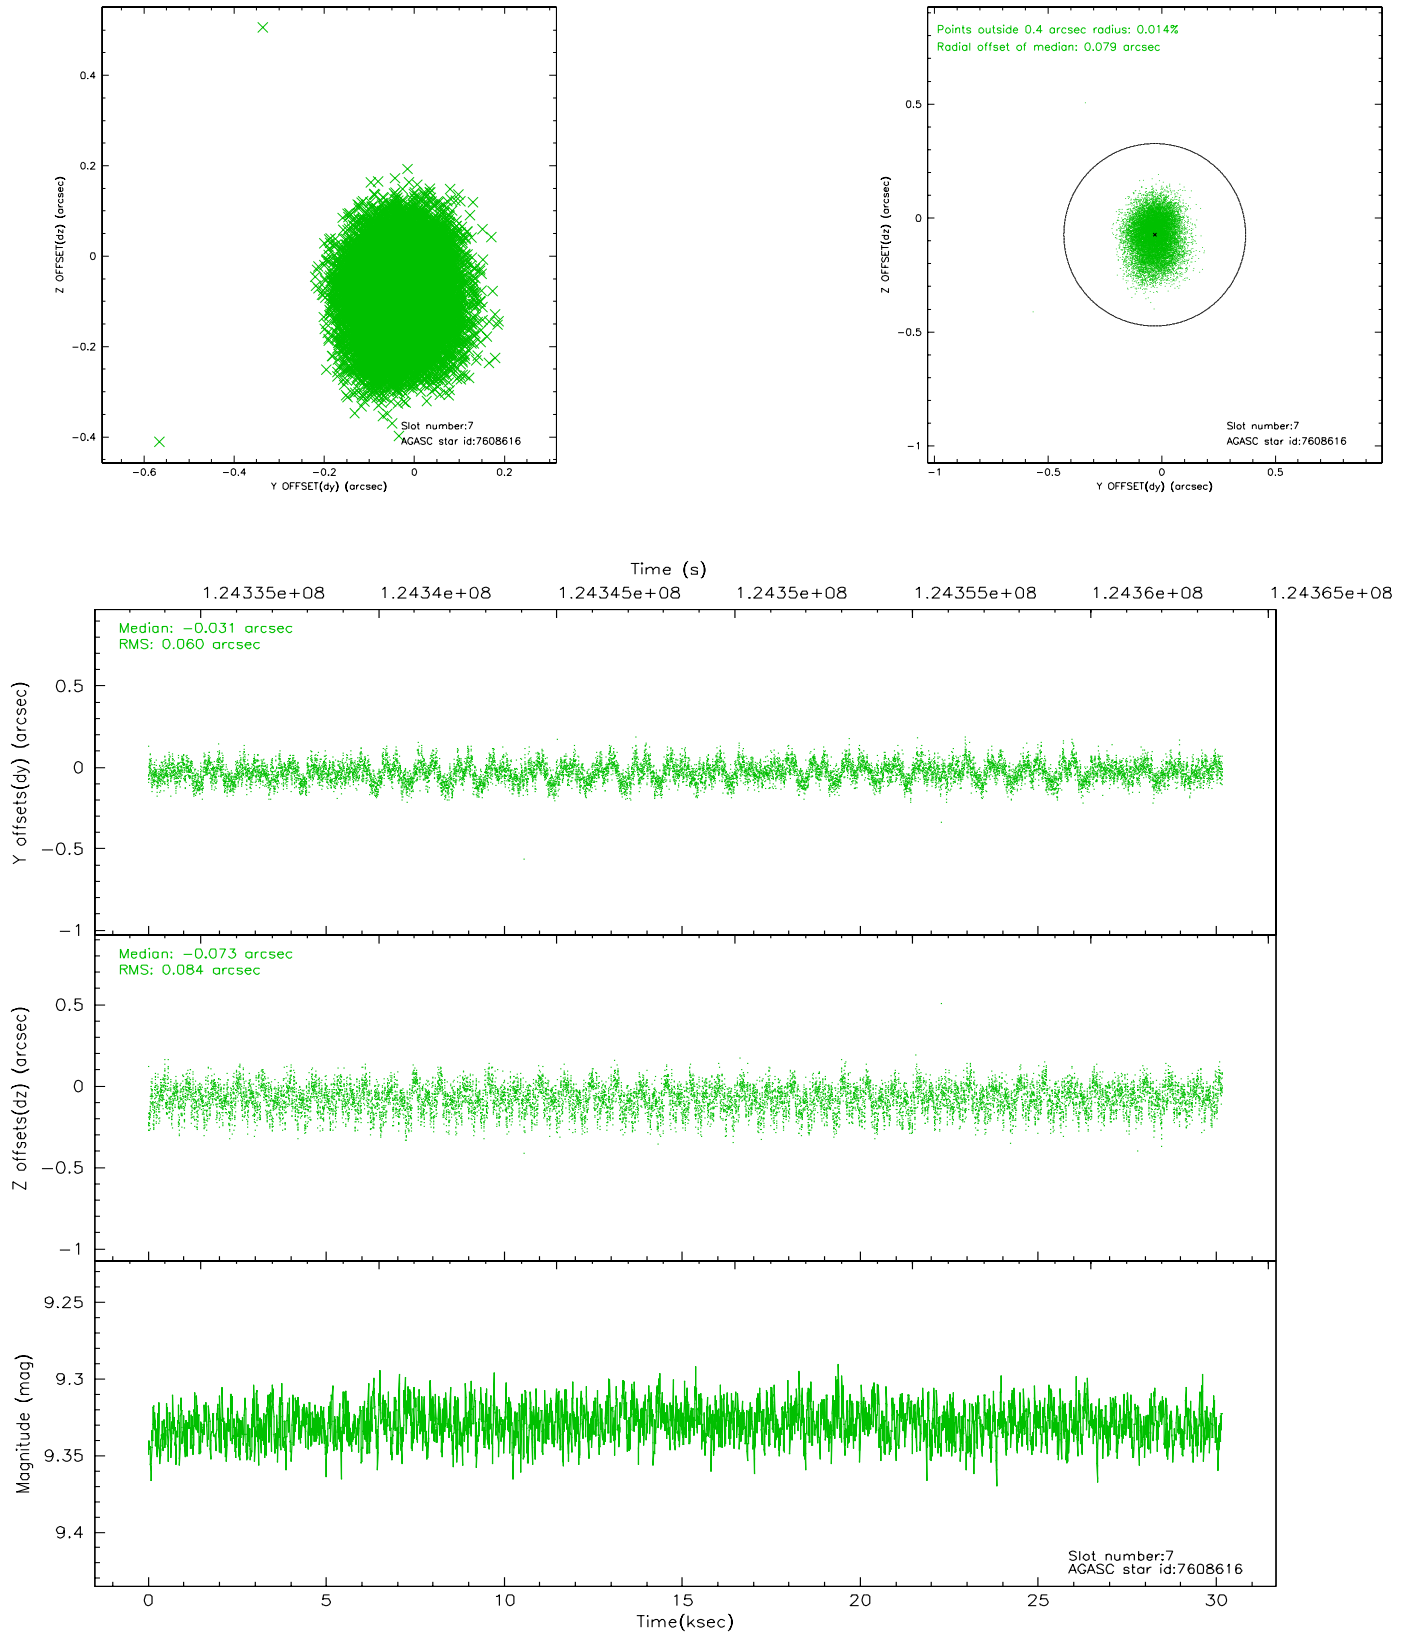 0.4
0.2
0
−0.2
−0.4
Z OFFSET(dz) (arcsec)
Slot number:7
AGASC star id:7608616
−0.6
−0.4
−0.2
0
0.2
Y OFFSET(dy) (arcsec)
Points outside 0.4 arcsec radius: 0.014%
Radial offset of median: 0.079 arcsec
0.5
0
−0.5
−1
Z OFFSET(dz) (arcsec)
Slot number:7
AGASC star id:7608616
−1
−0.5
0
0.5
Y OFFSET(dy) (arcsec)
Time (s)
1.24335e+08
1.2434e+08
1.24345e+08
1.2435e+08
1.24355e+08
1.2436e+08
1.24365e+08
Median: −0.031 arcsec
RMS: 0.060 arcsec
0.5
0
−0.5
−1
Y offsets(dy) (arcsec)
Median: −0.073 arcsec
RMS: 0.084 arcsec
0.5
0
−0.5
−1
Z offsets(dz) (arcsec)
9.25
9.3
9.35
9.4
Magnitude (mag)
Slot number:7
AGASC star id:7608616
0
5
10
15
20
25
30
Time(ksec)